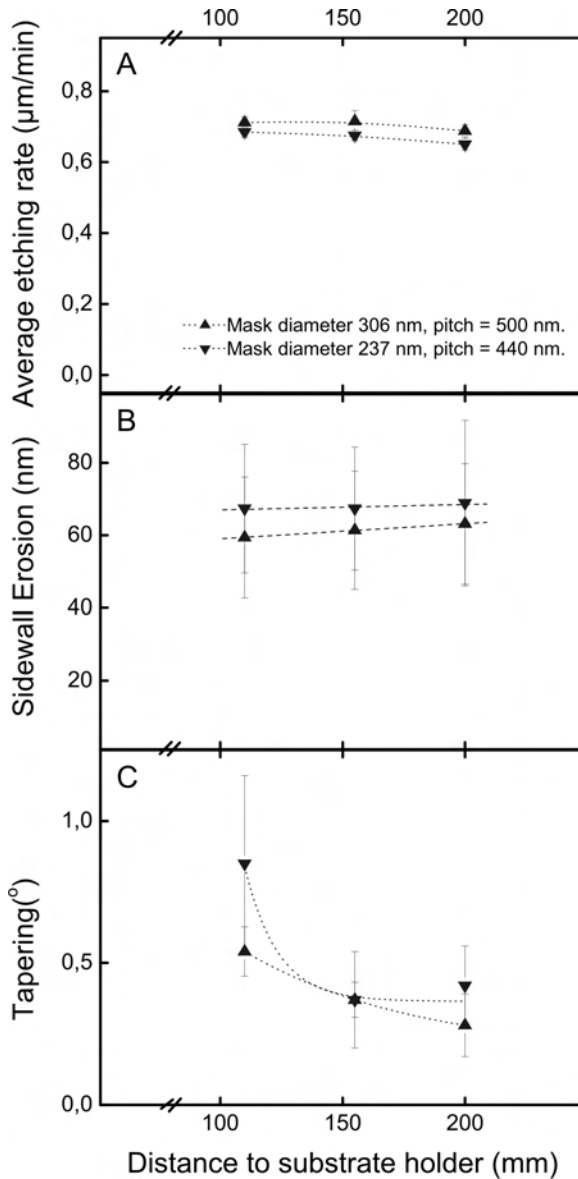 100 150 200
A
Average etching rate (µm/min)
0,8
0,6
0,4
0,2
0,0
Mask diameter 306 nm, pitch = 500 nm.
Mask diameter 237 nm, pitch = 440 nm.
B
Sidewall Erosion (nm)
80
60
40
20
C
Tapering(°)
1,0
0,5
0,0
100 150 200
Distance to substrate holder (mm)